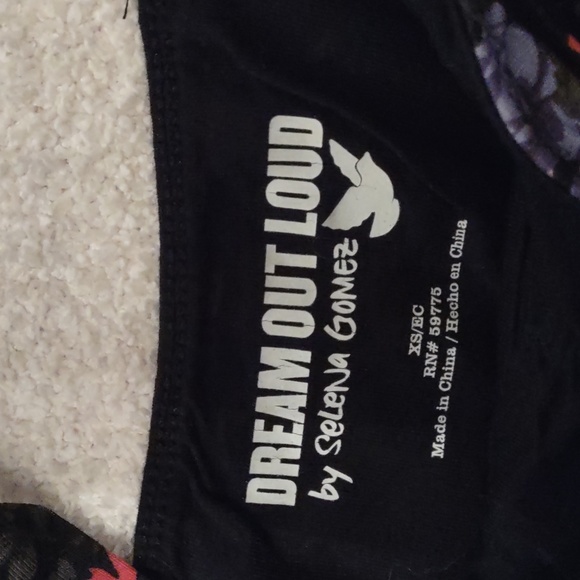 DREAM OUT LOUD
by SELENA GOMEZ
XS/EC
RN# 59775
Made in China / Hecho en China